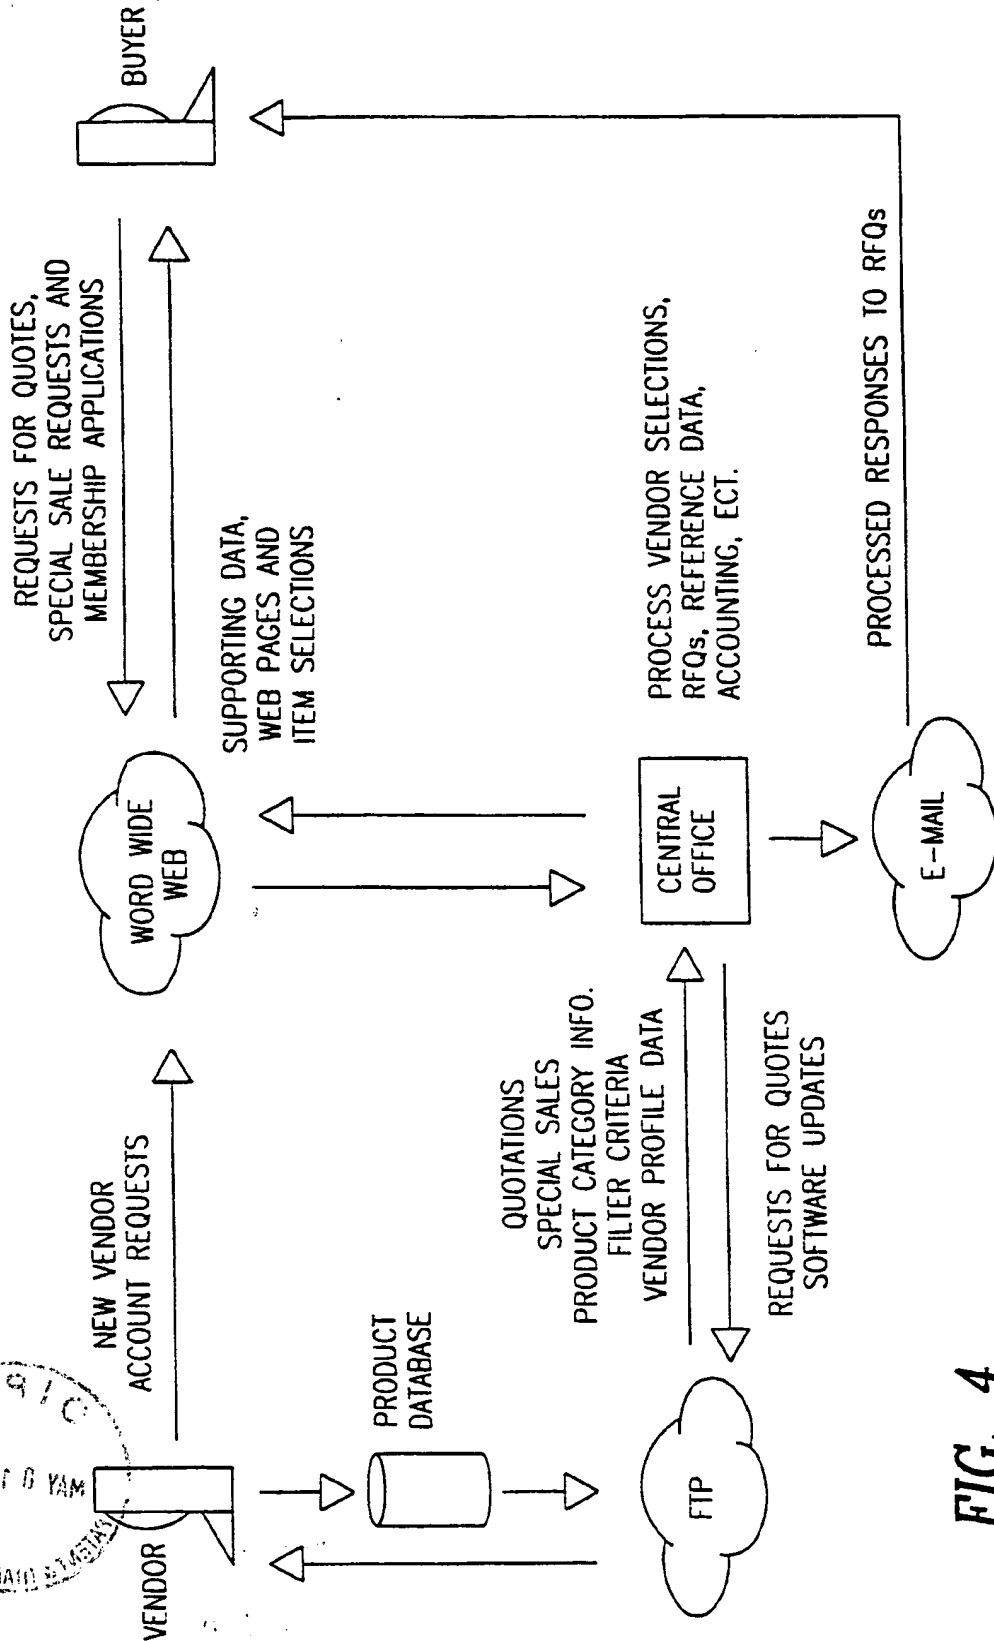 VENDOR
NEW VENDOR
ACCOUNT REQUESTS
WORD WIDE
WEB
REQUESTS FOR QUOTES,
SPECIAL SALE REQUESTS AND
MEMBERSHIP APPLICATIONS
BUYER
SUPPORTING DATA,
WEB PAGES AND
ITEM SELECTIONS
PRODUCT
DATABASE
QUOTATIONS
SPECIAL SALES
PRODUCT CATEGORY INFO.
FILTER CRITERIA
VENDOR PROFILE DATA
CENTRAL
OFFICE
PROCESS VENDOR SELECTIONS,
RFQs, REFERENCE DATA,
ACCOUNTING, ECT.
FTP
REQUESTS FOR QUOTES
SOFTWARE UPDATES
E-MAIL
PROCESSED RESPONSES TO RFQs
FIG. 4
MAY